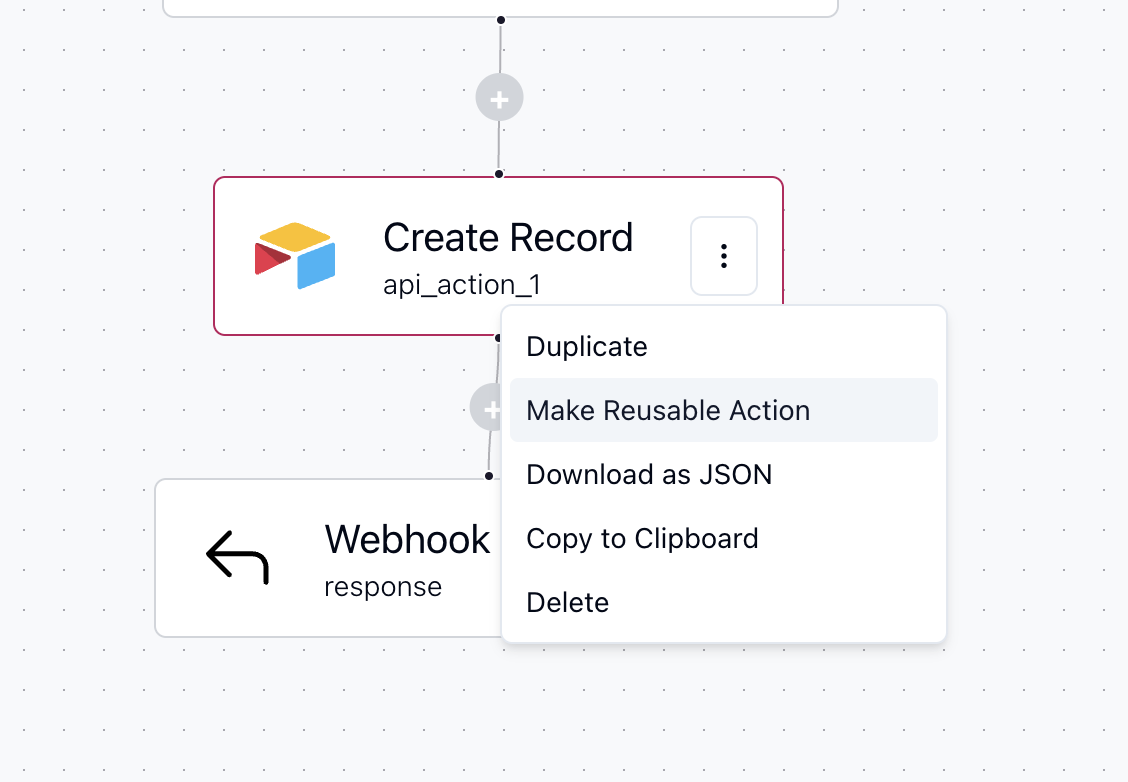 Create Record
api_action_1
Duplicate
Make Reusable Action
Download as JSON
Copy to Clipboard
Delete
Webhook
response